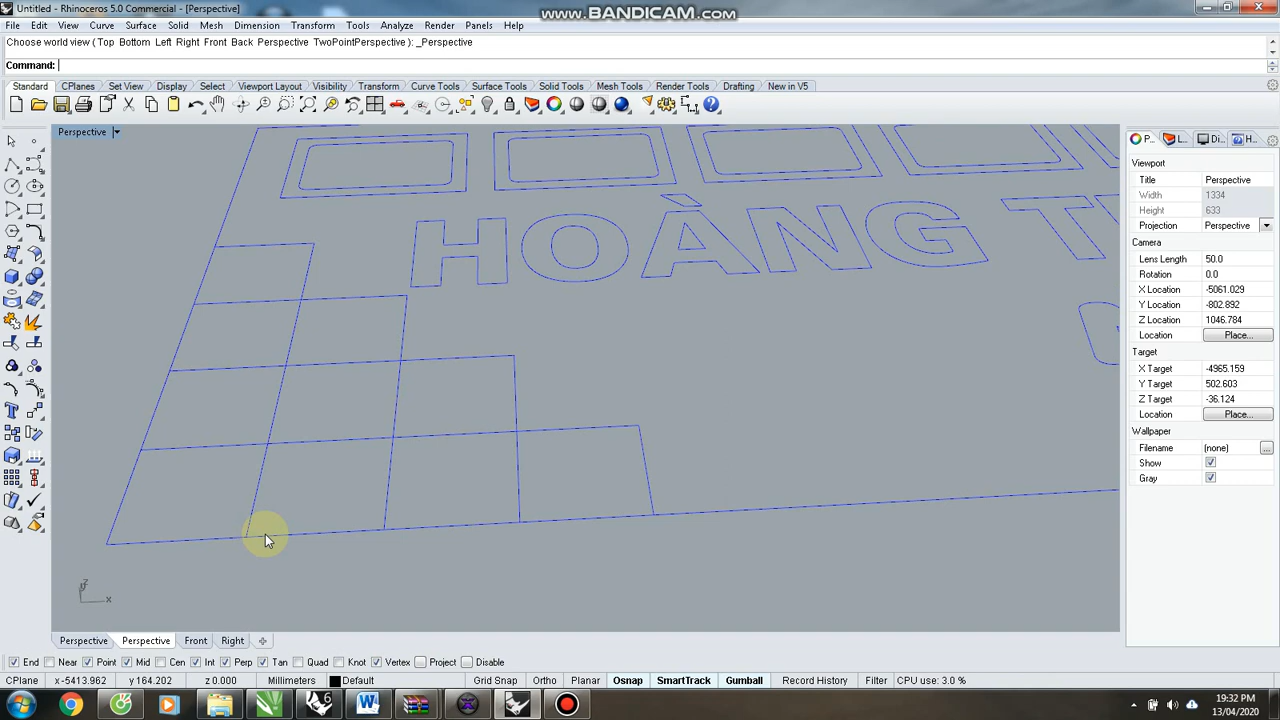 Untitled - Rhinoceros 5.0 Commercial - [Perspective]
www.BANDICAM.com
File Edit View Curve Surface Solid Mesh Dimension Transform Tools Analyze Render Panels Help
Choose world view ( Top Bottom Left Right Front Back Perspective TwoPointPerspective ): _Perspective
Command:
Standard CPlanes Set View Display Select Viewport Layout Visibility Transform Curve Tools Surface Tools Solid Tools Mesh Tools Render Tools Drafting New in V5
Perspective
P... L... Di... H...
Viewport
Title Perspective
Width 1334
Height 633
Projection Perspective
Camera
Lens Length 50.0
Rotation 0.0
X Location -5061.029
Y Location -802.892
Z Location 1046.784
Location Place...
Target
X Target -4965.159
Y Target 502.603
Z Target -36.124
Location Place...
Wallpaper
Filename (none) ...
Show
Gray
HOÀNG T
x
Perspective Perspective Front Right
End Near Point Mid Cen Int Perp Tan Quad Knot Vertex Project Disable
CPlane x -5413.962 y 164.202 z 0.000 Millimeters Default Grid Snap Ortho Planar Osnap SmartTrack Gumball Record History Filter CPU use: 3.0 %
19:32 PM
13/04/2020